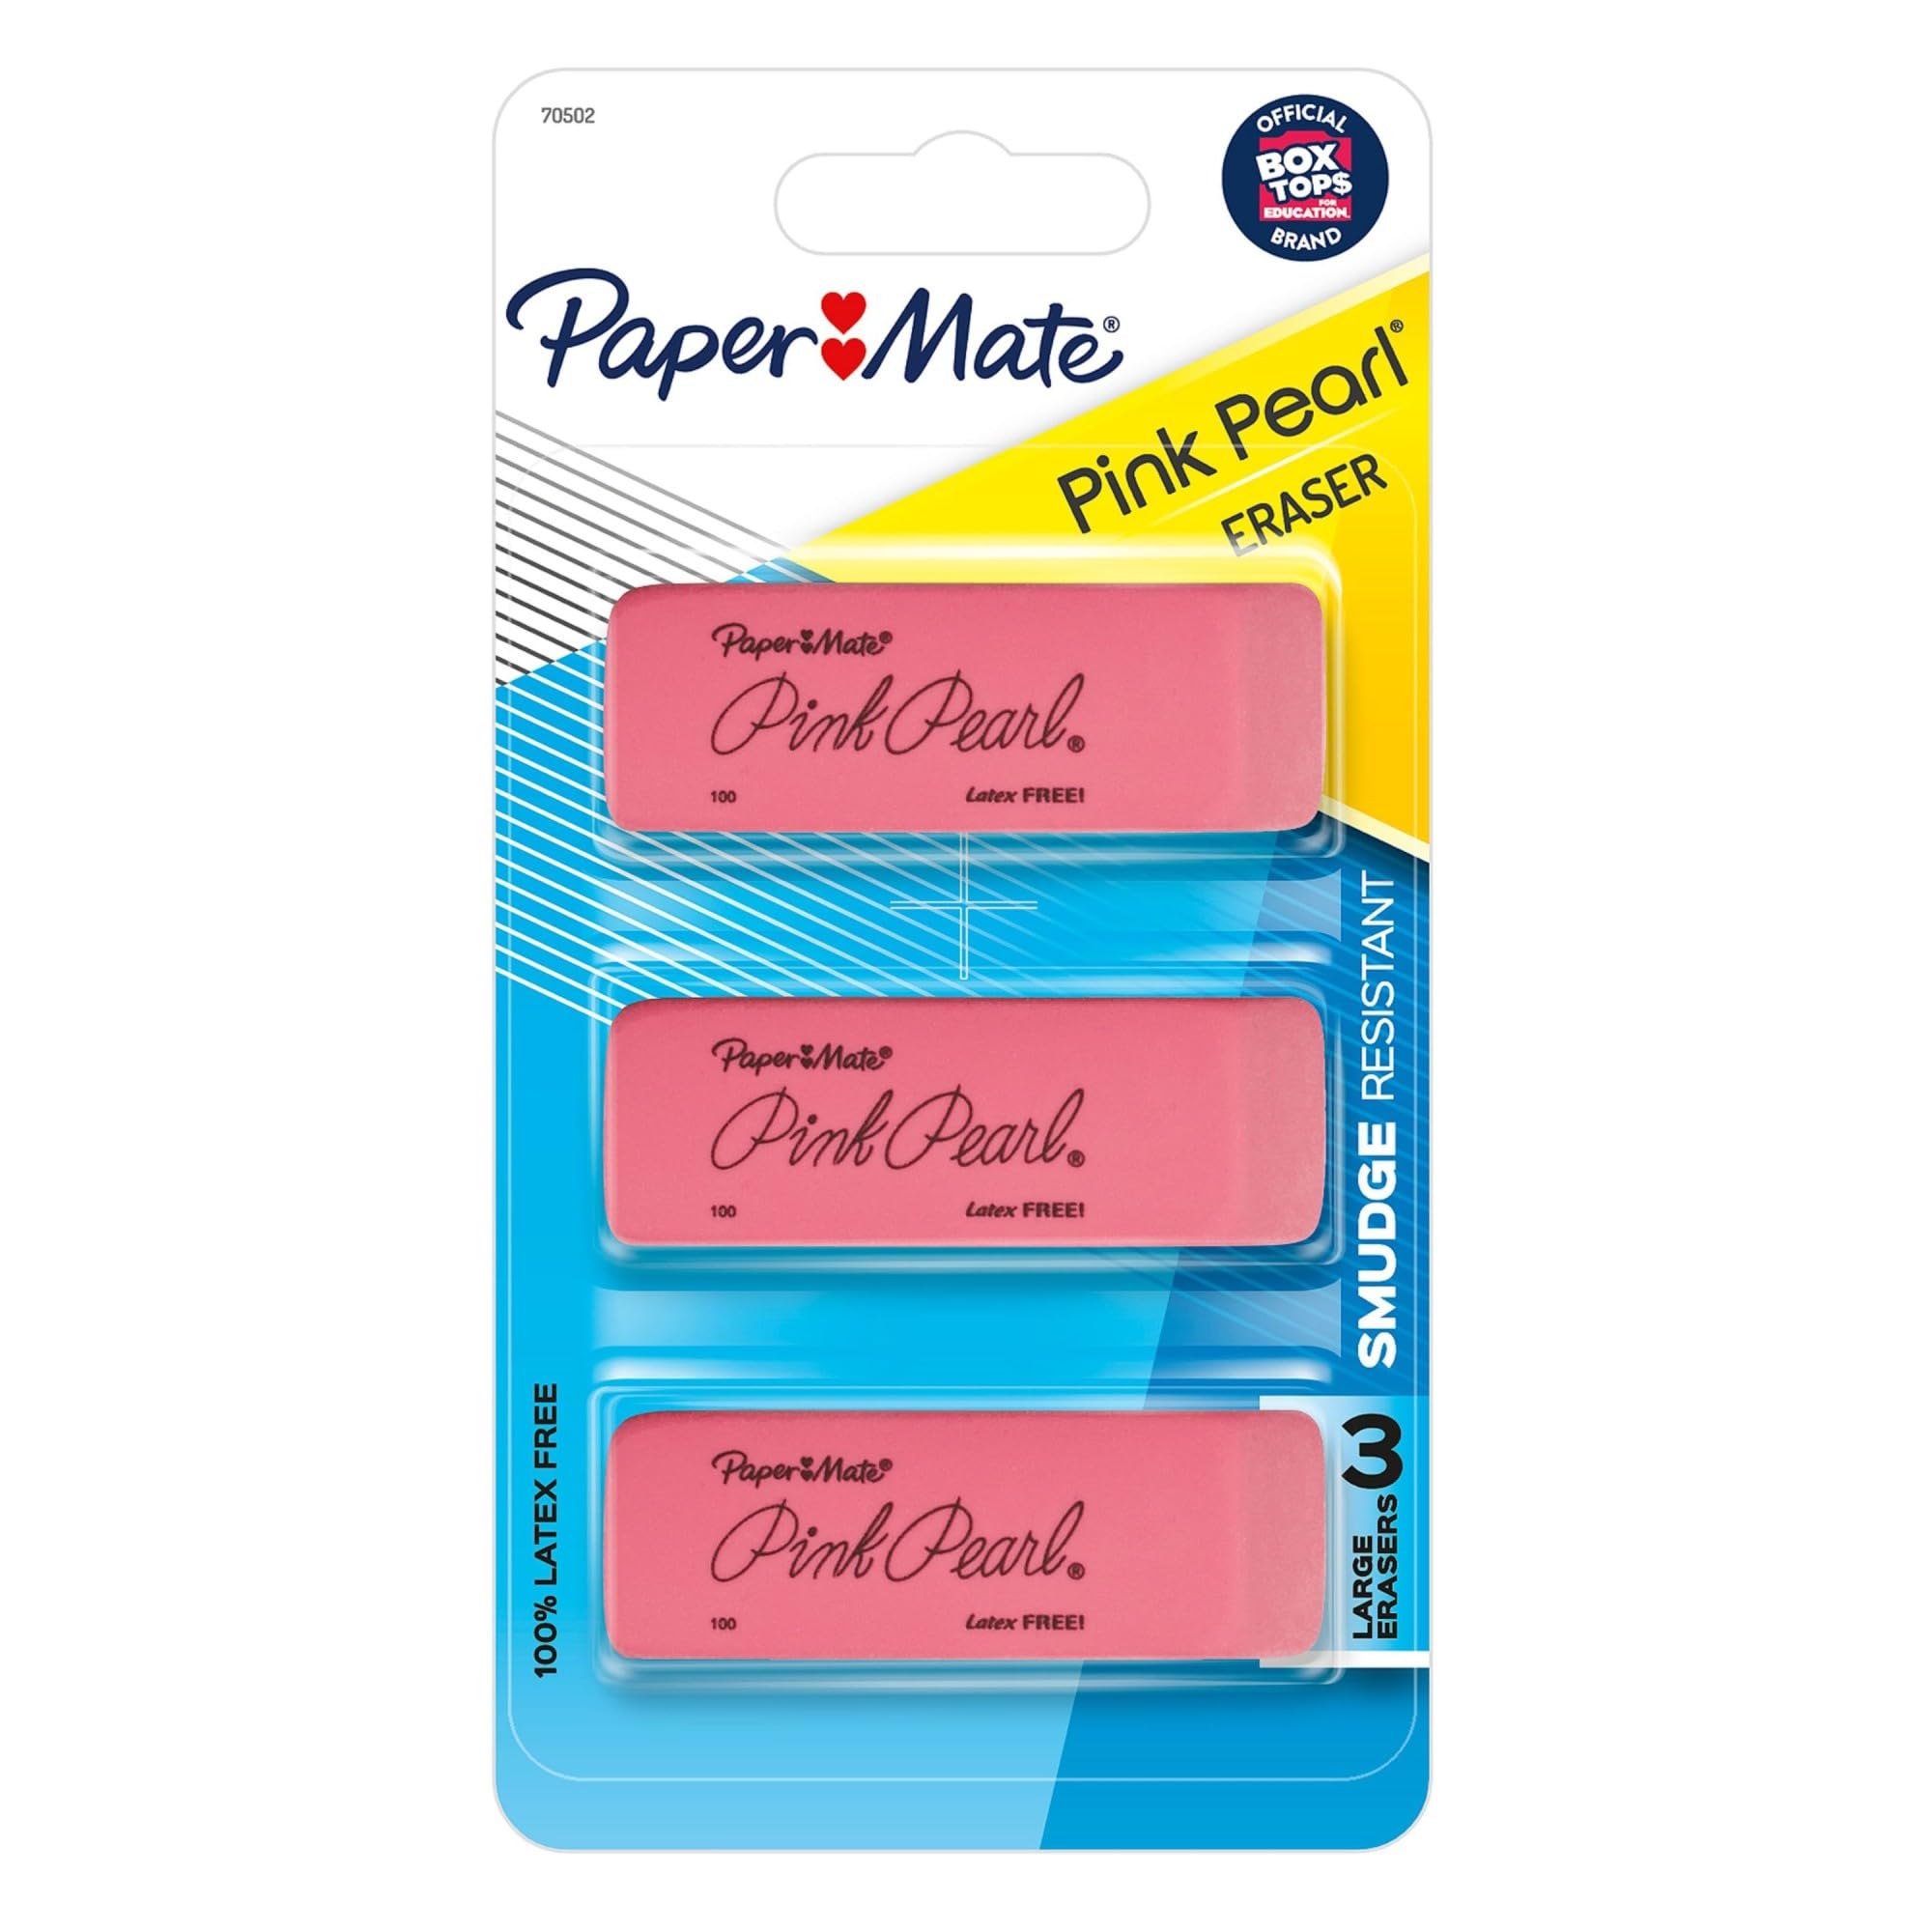 70502
OFFICIAL
BOX
TOP$
FOR
EDUCATION
BRAND
Paper Mate®
Pink Pearl®
ERASER
Paper Mate®
Pink Pearl®
100 Latex FREE!
SMUDGE RESISTANT
Paper Mate®
Pink Pearl®
100 Latex FREE!
100% LATEX FREE
Paper Mate®
Pink Pearl®
100 Latex FREE!
3
LARGE
ERASERS